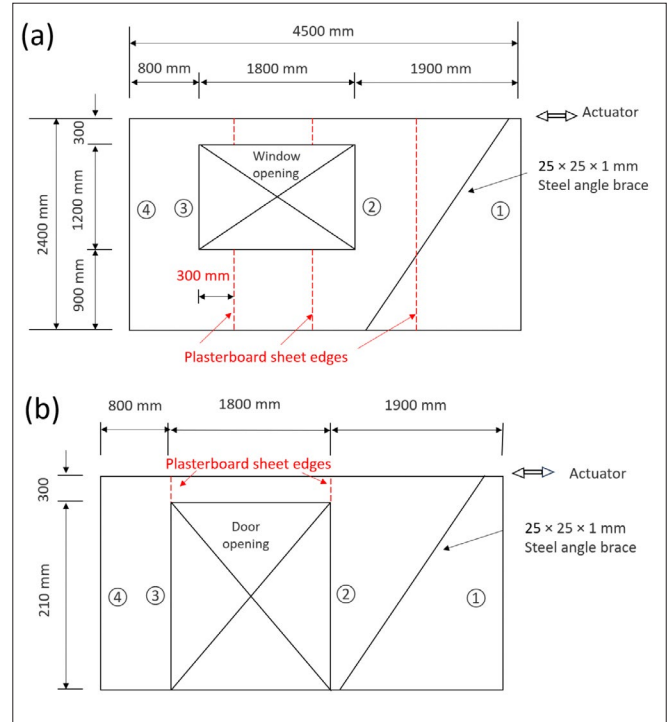 (a)
4500 mm
800 mm
1800 mm
1900 mm
Actuator
300
Window
opening
25 × 25 × 1 mm
Steel angle brace
2400 mm
1200 mm
④
③
②
①
900 mm
300 mm
Plasterboard sheet edges
(b)
800 mm
1800 mm
1900 mm
Plasterboard sheet edges
Actuator
300
Door
opening
25 × 25 × 1 mm
Steel angle brace
210 mm
④
③
②
①